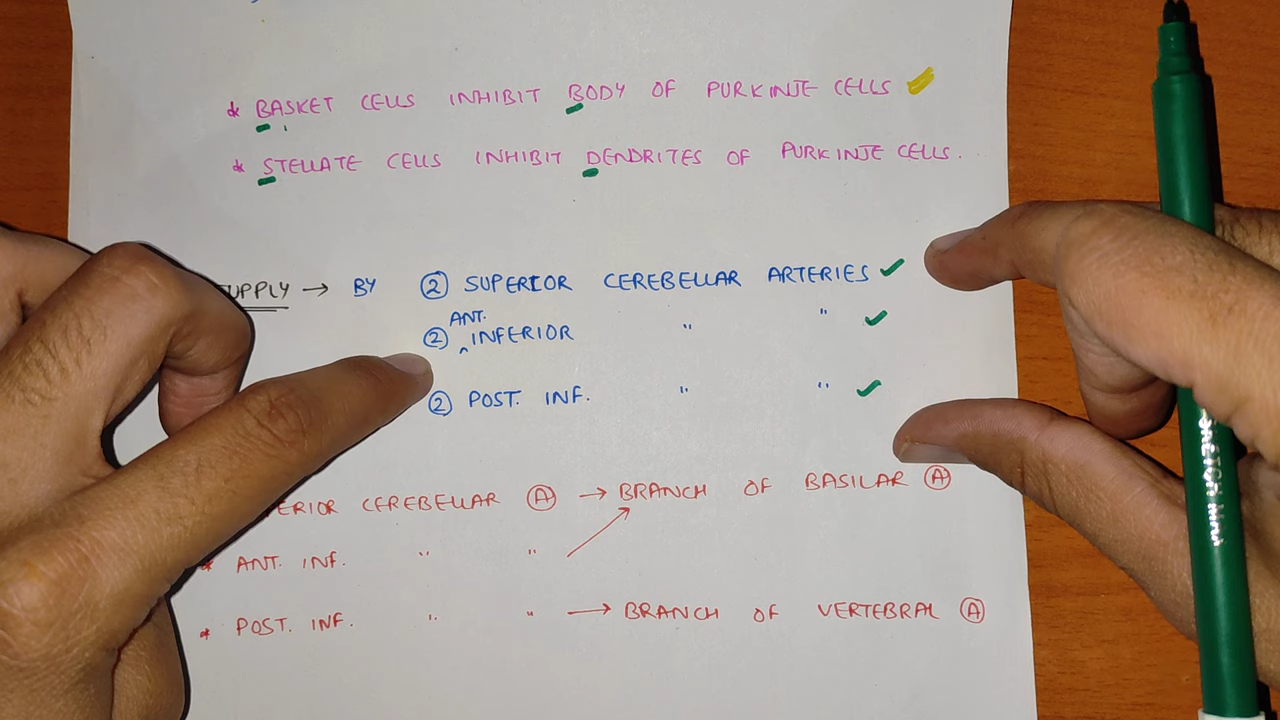 * BASKET CELLS INHIBIT BODY OF PURKINJE CELLS
* STELLATE CELLS INHIBIT DENDRITES OF PURKINJE CELLS.
UPPLY → BY ② SUPERIOR CEREBELLAR ARTERIES ✓
ANT.
② ^ INFERIOR " " ✓
② POST. INF. " " ✓
ERIOR CEREBELLAR Ⓐ → BRANCH OF BASILAR Ⓐ
* ANT. INF. " "
* POST. INF. " " → BRANCH OF VERTEBRAL Ⓐ